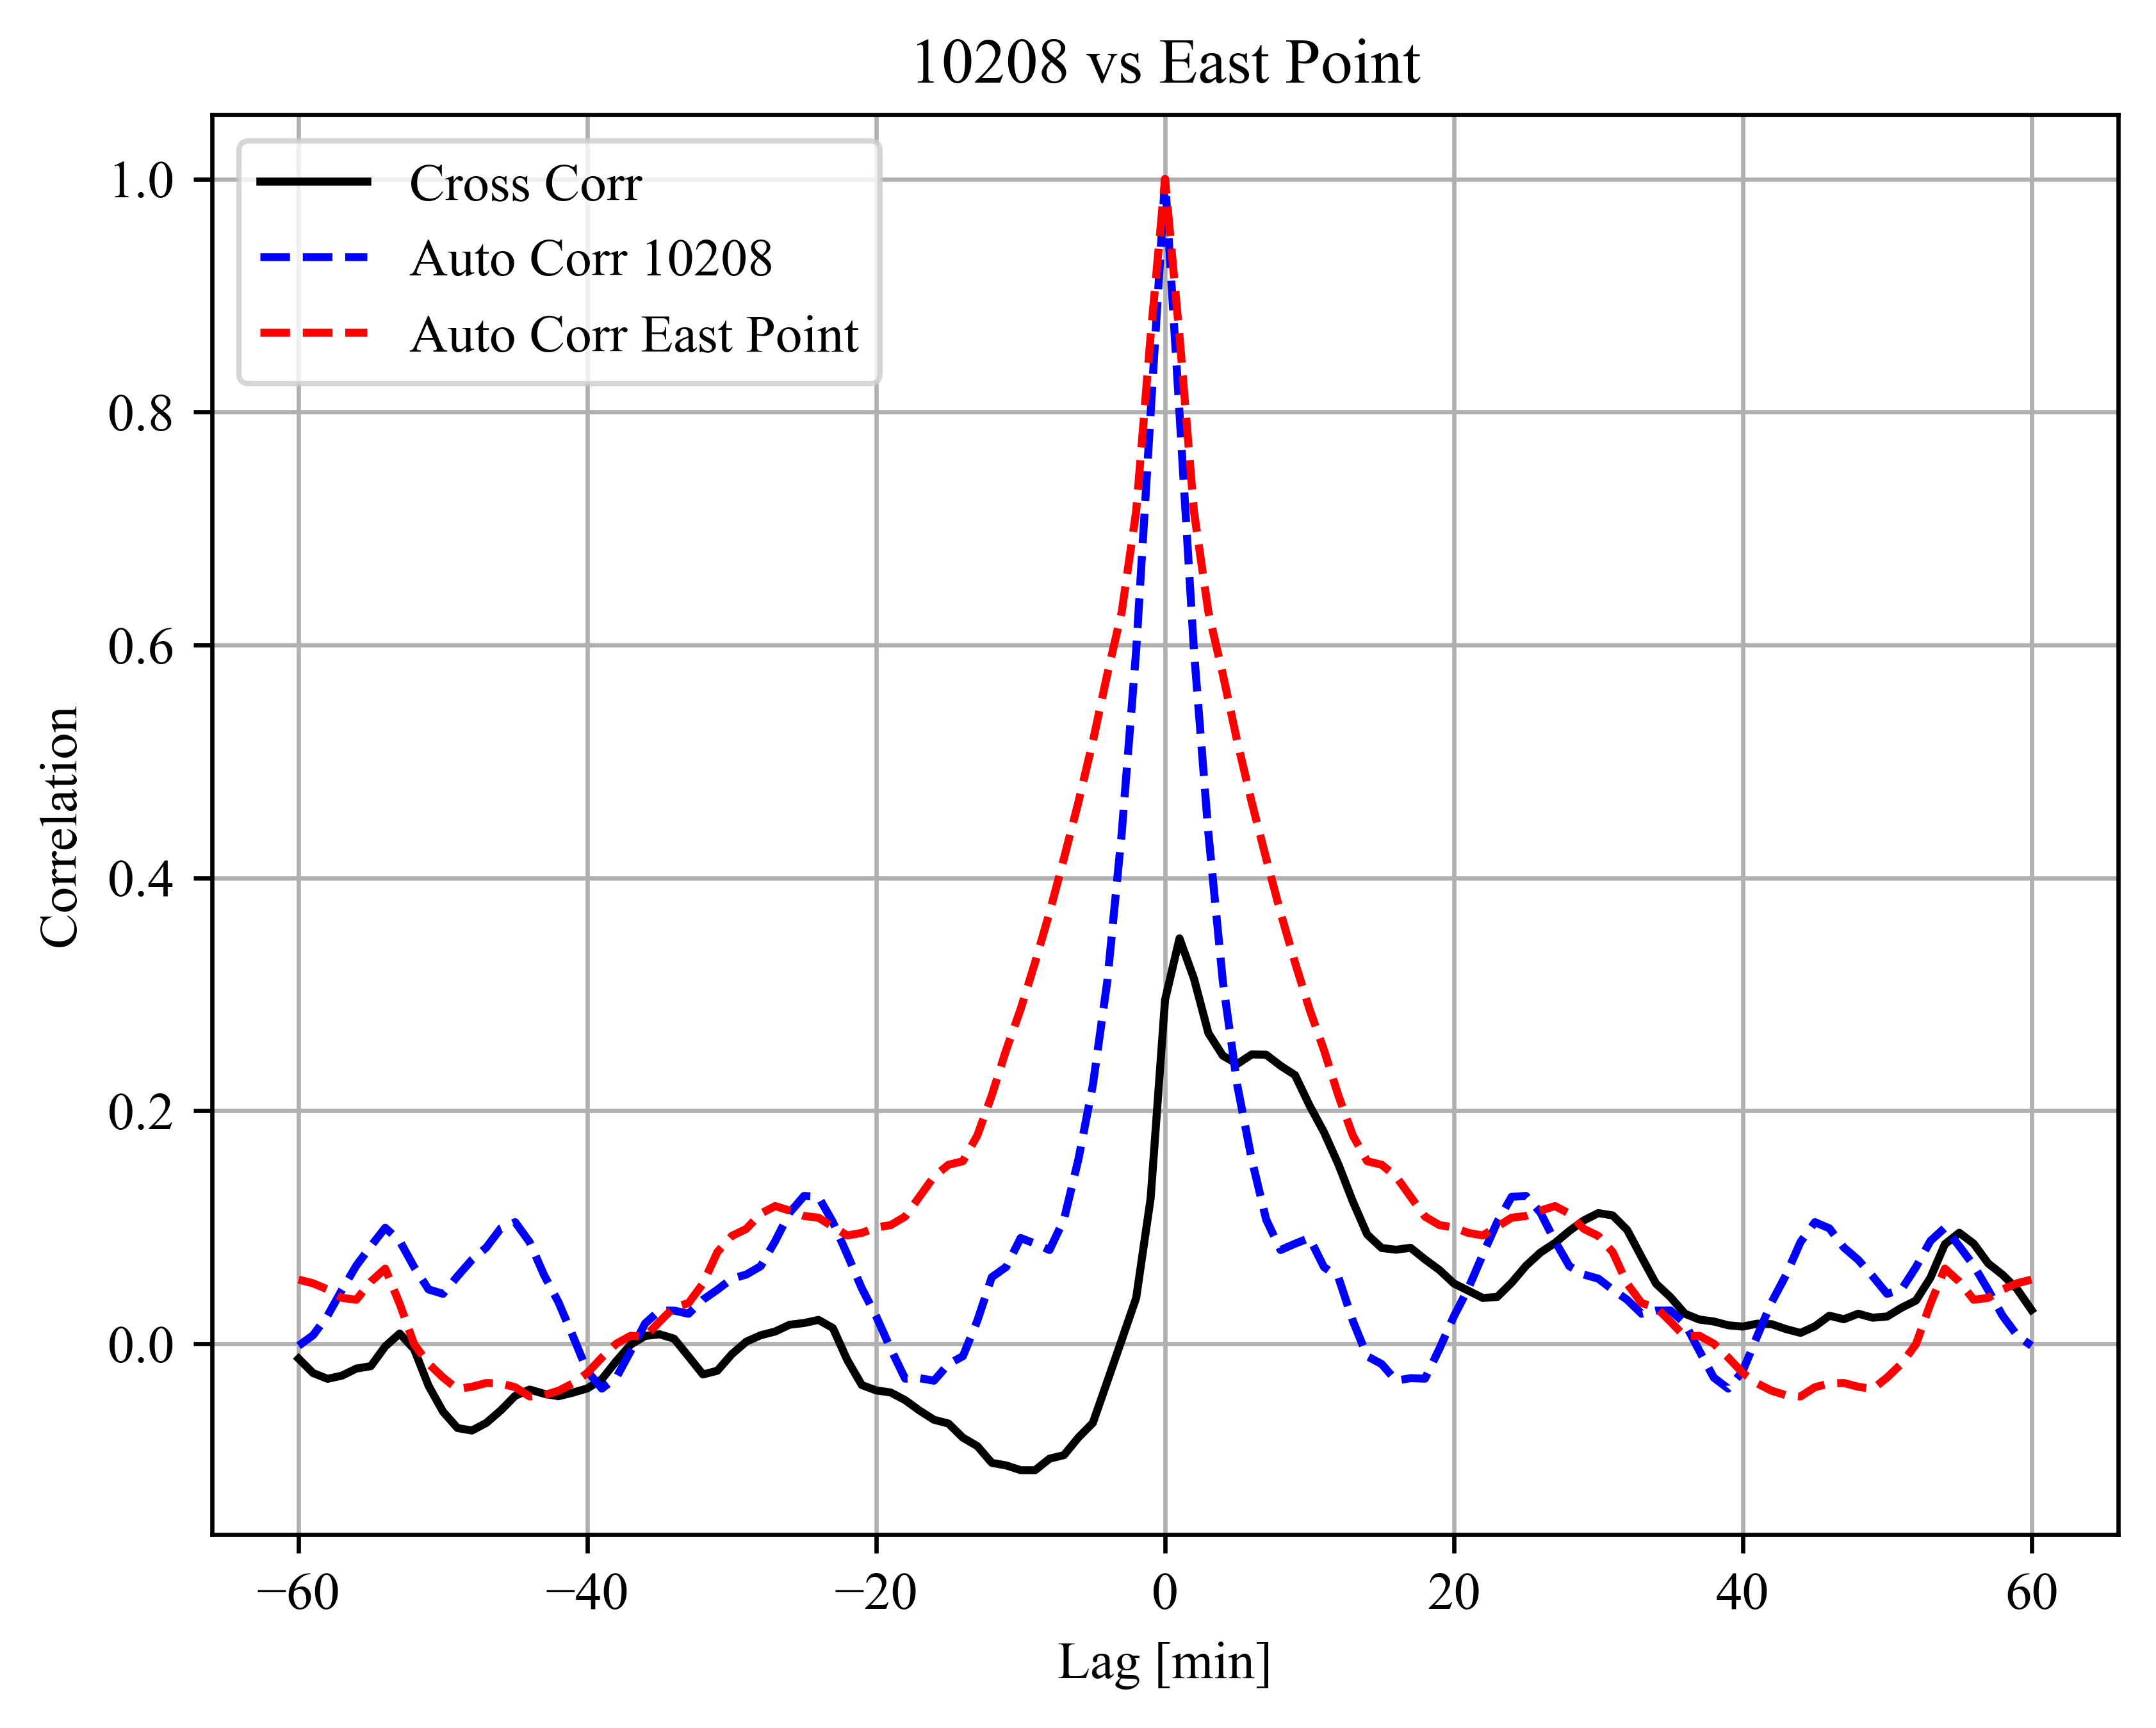 10208 vs East Point
Cross Corr
Auto Corr 10208
Auto Corr East Point
1.0
0.8
0.6
0.4
0.2
0.0
Correlation
−60 −40 −20 0 20 40 60
Lag [min]